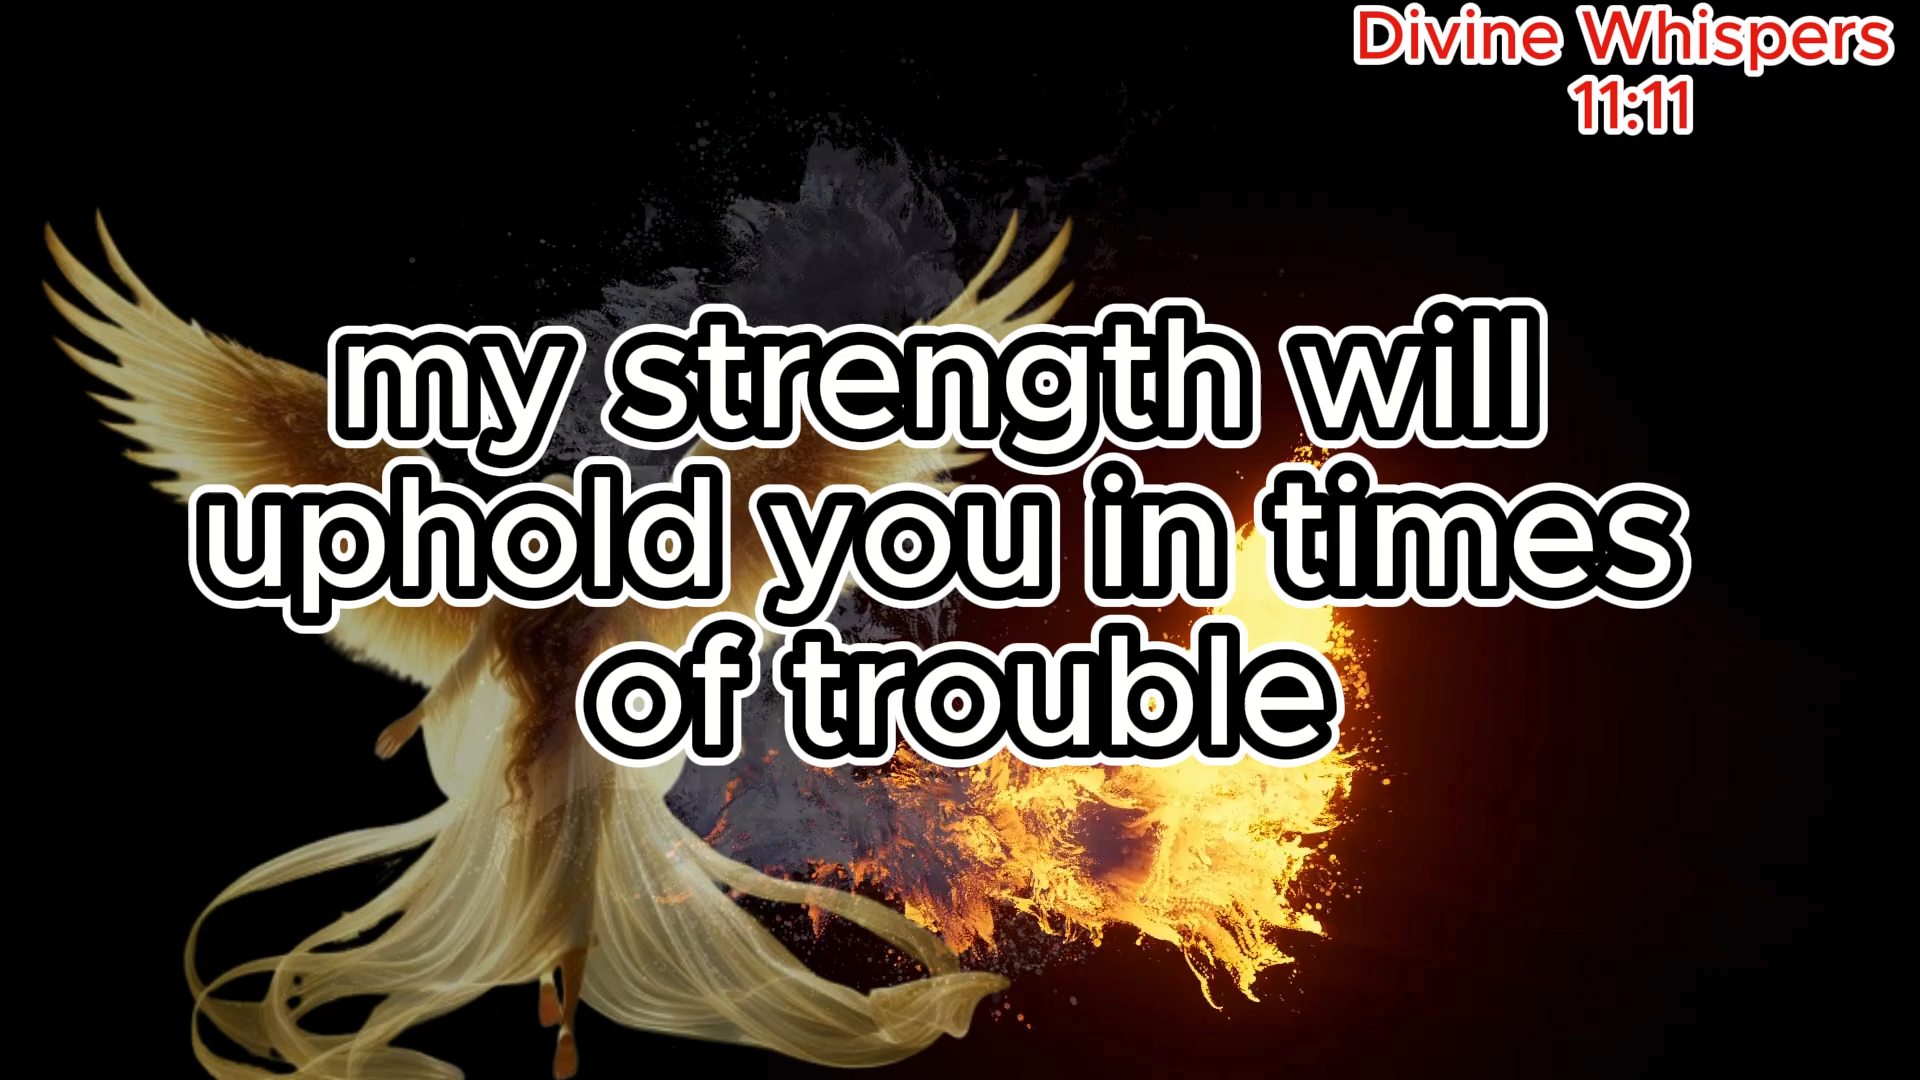 Divine Whispers
11:11
my strength will
uphold you in times
of trouble